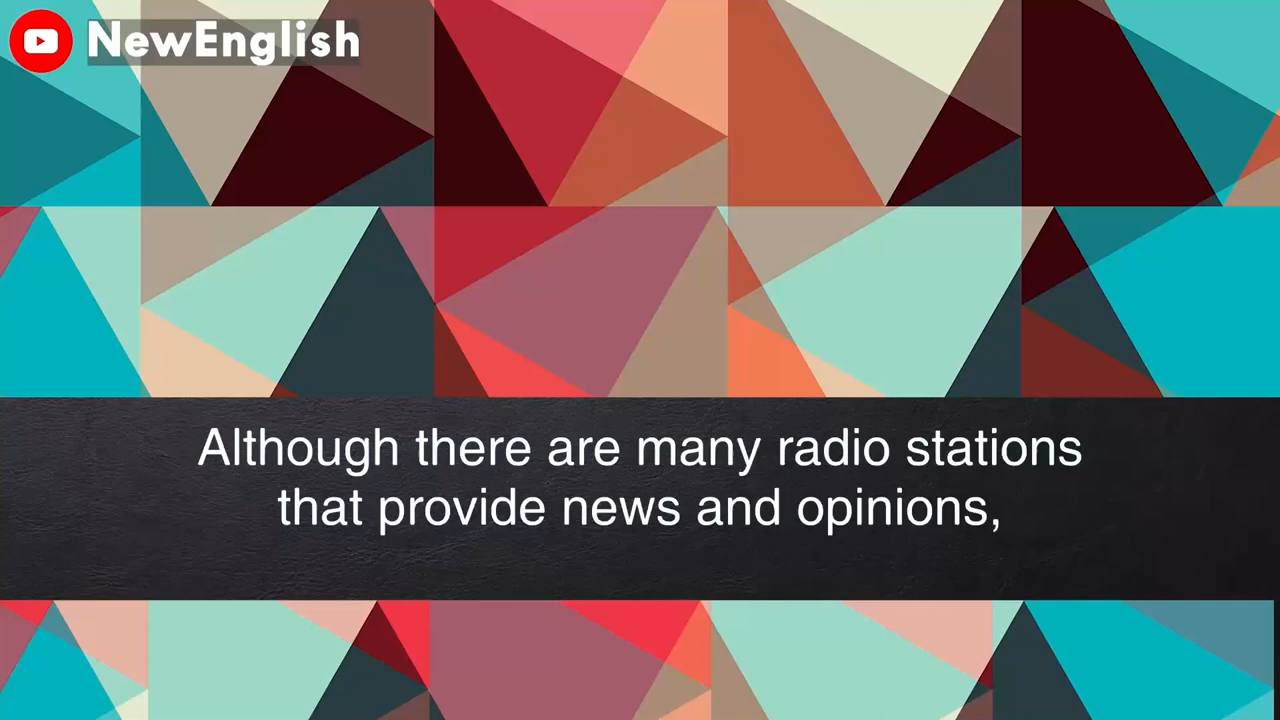 NewEnglish
Although there are many radio stations
that provide news and opinions,